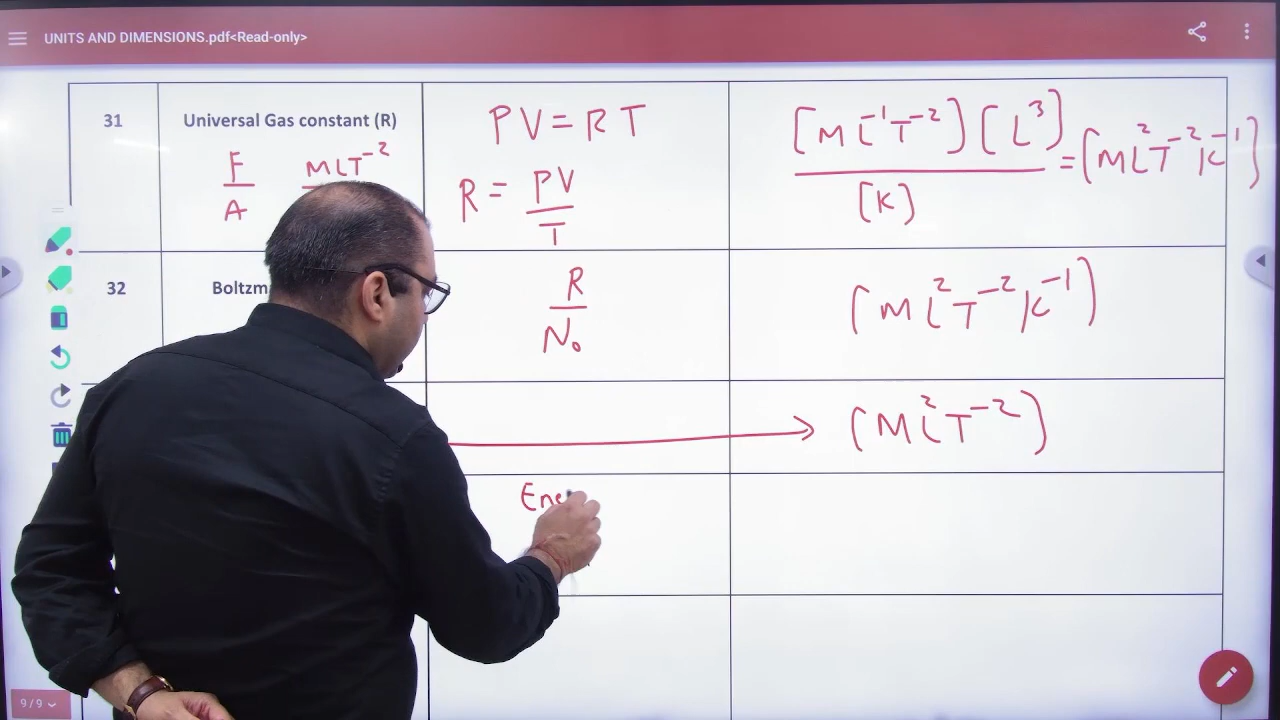 UNITS AND DIMENSIONS.pdf<Read-only>
31
Universal Gas constant (R)
F/A
MLT⁻²
PV = RT
R = PV/T
[ML⁻¹T⁻²][L³]/[K] = [ML²T⁻²K⁻¹]
32
R/N₀
[ML²T⁻²K⁻¹]
[ML²T⁻²]
9/9